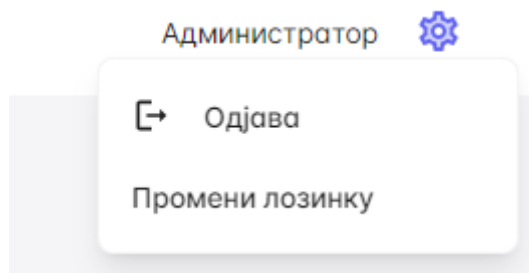 Администратор
Одјава
Промени лозинку